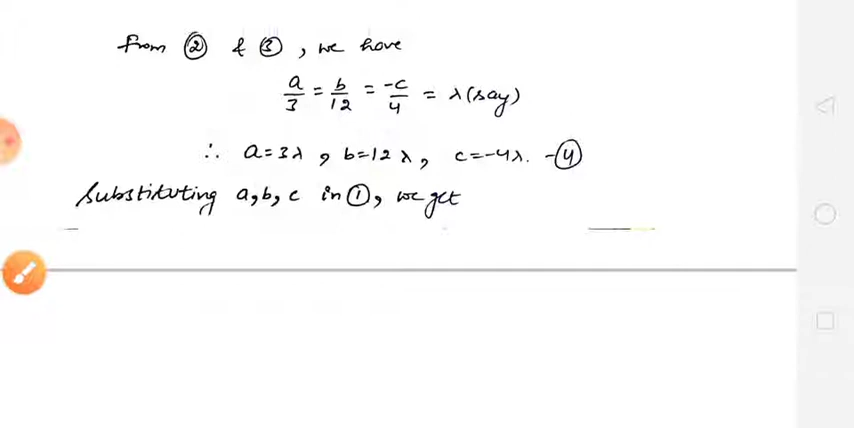 from ② & ③, we have
a/3 = b/12 = -c/4 = λ(say)
∴ a=3λ, b=12λ, c=-4λ. -④
Substituting a,b,c in ①, we get